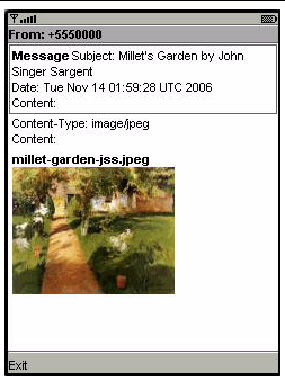 From: +5550000
Message Subject: Millet's Garden by John
Singer Sargent
Date: Tue Nov 14 01:59:28 UTC 2006
Content:
Content-Type: image/jpeg
Content:
millet-garden-jss.jpeg
Exit